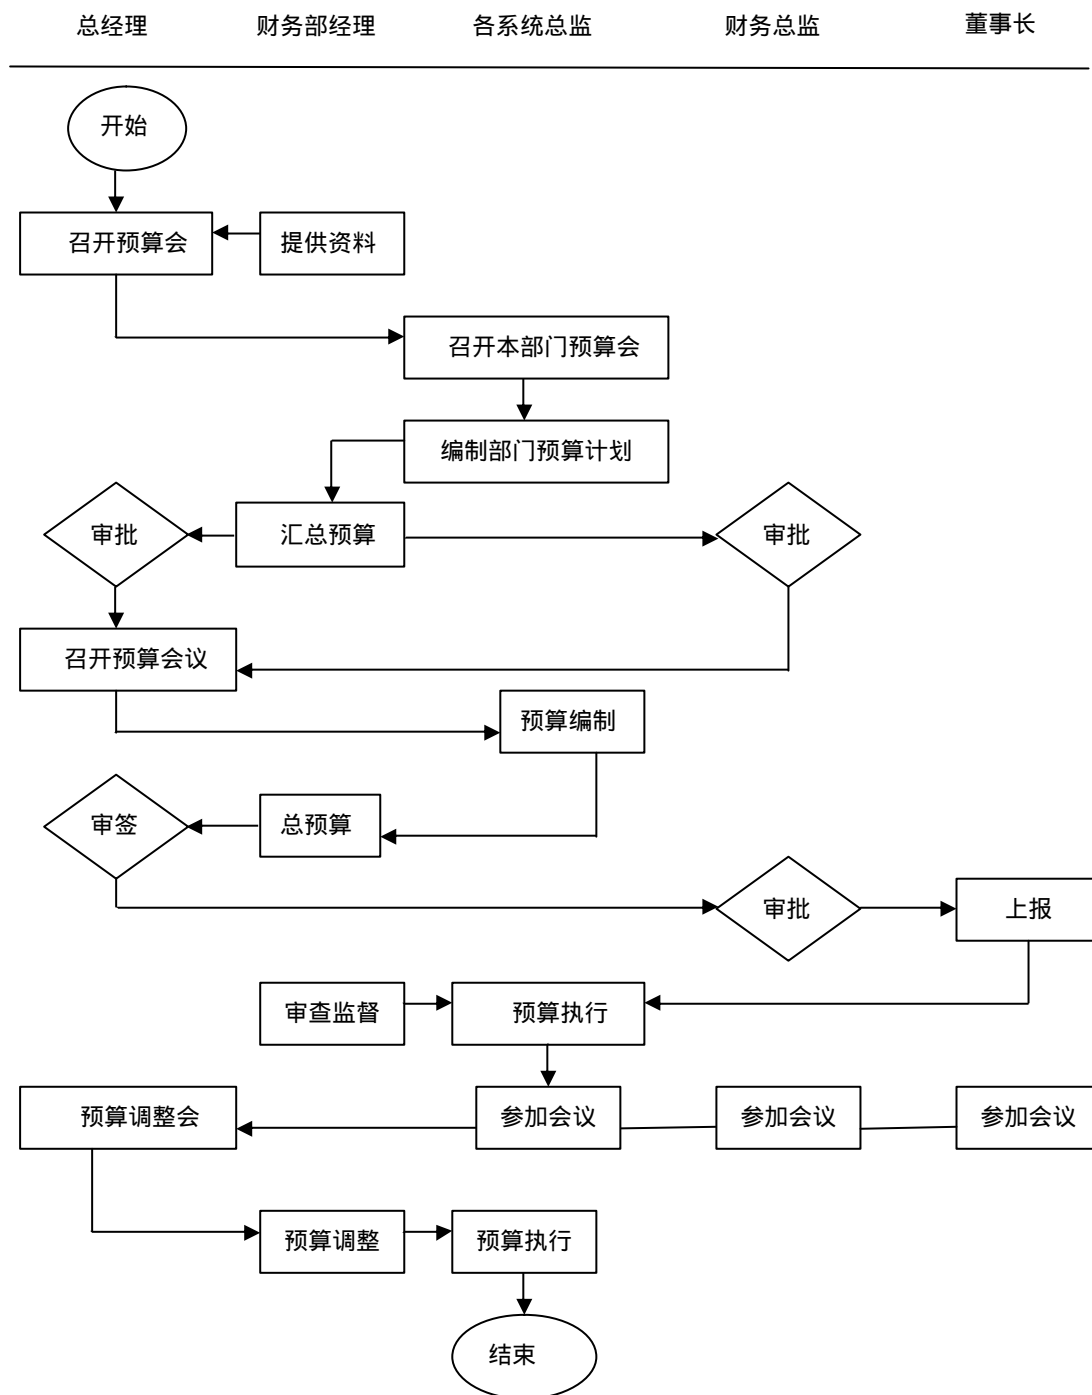 总经理
财务部经理
各系统总监
财务总监
董事长
开始
召开预算会
提供资料
召开本部门预算会
编制部门预算计划
审批
汇总预算
审批
召开预算会议
预算编制
审签
总预算
审批
上报
审查监督
预算执行
预算调整会
参加会议
参加会议
参加会议
预算调整
预算执行
结束